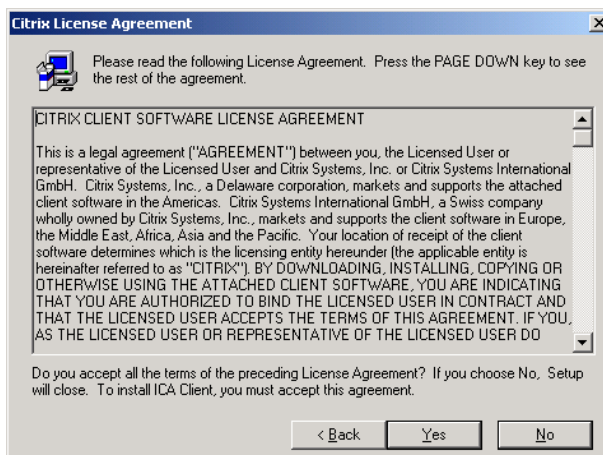 Citrix License Agreement
Please read the following License Agreement. Press the PAGE DOWN key to see
the rest of the agreement.
CITRIX CLIENT SOFTWARE LICENSE AGREEMENT
This is a legal agreement ("AGREEMENT") between you, the Licensed User or
representative of the Licensed User and Citrix Systems, Inc. or Citrix Systems International
GmbH. Citrix Systems, Inc., a Delaware corporation, markets and supports the attached
client software in the Americas. Citrix Systems International GmbH, a Swiss company
wholly owned by Citrix Systems, Inc., markets and supports the client software in Europe,
the Middle East, Africa, Asia and the Pacific. Your location of receipt of the client
software determines which is the licensing entity hereunder (the applicable entity is
hereinafter referred to as "CITRIX"). BY DOWNLOADING, INSTALLING, COPYING OR
OTHERWISE USING THE ATTACHED CLIENT SOFTWARE, YOU ARE INDICATING
THAT YOU ARE AUTHORIZED TO BIND THE LICENSED USER IN CONTRACT AND
THAT THE LICENSED USER ACCEPTS THE TERMS OF THIS AGREEMENT. IF YOU,
AS THE LICENSED USER OR REPRESENTATIVE OF THE LICENSED USER DO
Do you accept all the terms of the preceding License Agreement? If you choose No, Setup
will close. To install ICA Client, you must accept this agreement.
< Back Yes No